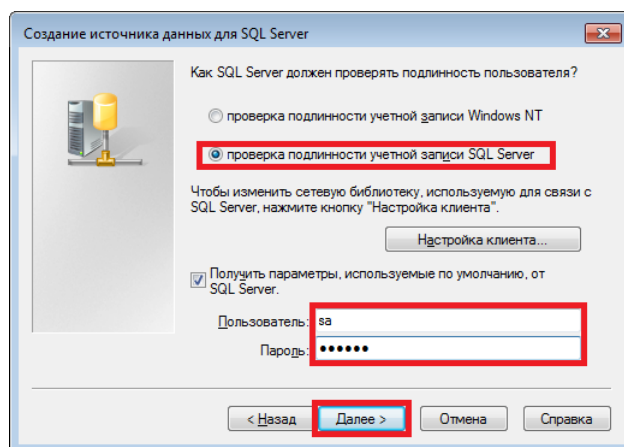 Создание источника данных для SQL Server
Как SQL Server должен проверять подлинность пользователя?
проверка подлинности учетной записи Windows NT
проверка подлинности учетной записи SQL Server
Чтобы изменить сетевую библиотеку, используемую для связи с
SQL Server, нажмите кнопку "Настройка клиента".
Настройка клиента...
Получить параметры, используемые по умолчанию, от
SQL Server.
Пользователь: sa
Пароль: ••••••
< Назад Далее > Отмена Справка